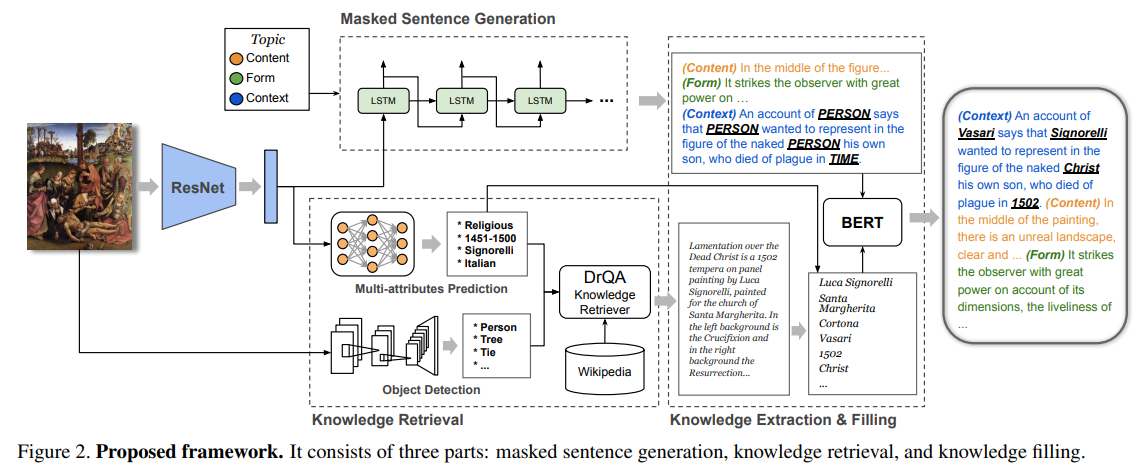 Masked Sentence Generation
Topic
Content
Form
Context
LSTM
LSTM
LSTM
...
(Content) In the middle of the figure...
(Form) It strikes the observer with great
power on ...
(Context) An account of PERSON says
that PERSON wanted to represent in the
figure of the naked PERSON his own
son, who died of plague in TIME.
ResNet
* Religious
* 1451-1500
* Signorelli
* Italian
Multi-attributes Prediction
* Person
* Tree
* Tie
* ...
Object Detection
DrQA
Knowledge
Retriever
Wikipedia
Knowledge Retrieval
Lamentation over the
Dead Christ is a 1502
tempera on panel
painting by Luca
Signorelli, painted
for the church of
Santa Margherita. In
the left background is
the Crucifixion and
in the right
background the
Resurrection...
BERT
Luca Signorelli
Santa
Margherita
Cortona
Vasari
1502
Christ
...
Knowledge Extraction & Filling
(Context) An account of
Vasari says that Signorelli
wanted to represent in the
figure of the naked Christ
his own son, who died of
plague in 1502. (Content) In
the middle of the painting,
there is an unreal landscape,
clear and ... (Form) It strikes
the observer with great
power on account of its
dimensions, the liveliness of
...
Figure 2. Proposed framework. It consists of three parts: masked sentence generation, knowledge retrieval, and knowledge filling.